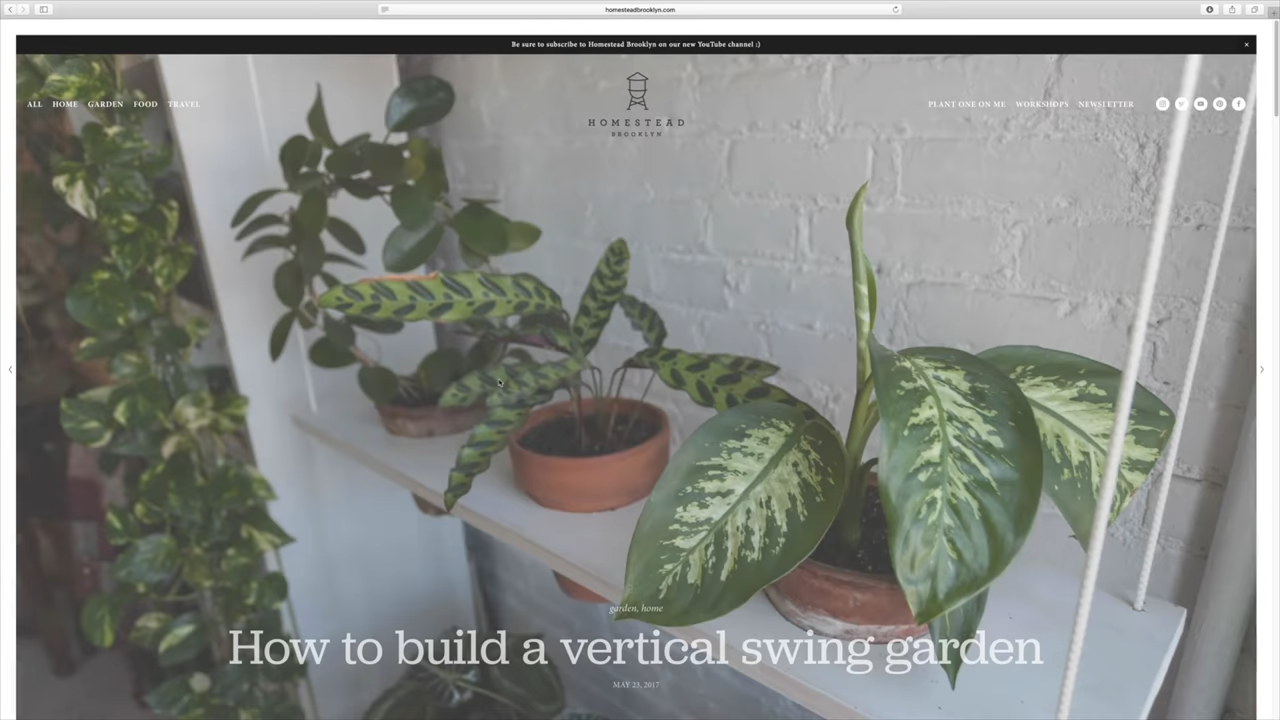 homesteadbrooklyn.com
Be sure to subscribe to Homestead Brooklyn on our new YouTube channel :)
ALL HOME GARDEN FOOD TRAVEL
HOMESTEAD
BROOKLYN
PLANT ONE ON ME WORKSHOPS NEWSLETTER
garden, home
How to build a vertical swing garden
MAY 23, 2017